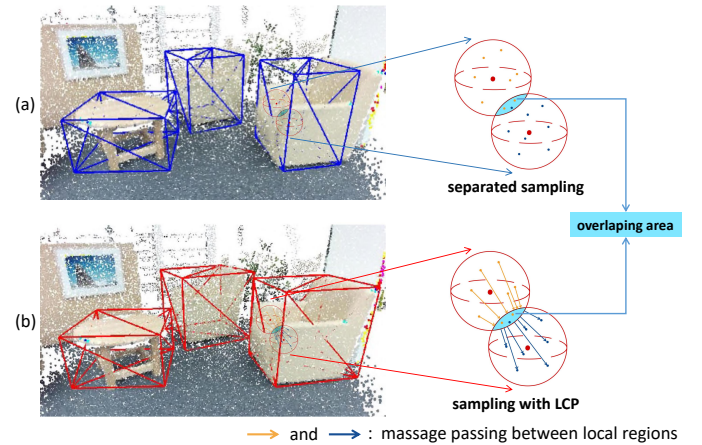 (a)
separated sampling
overlaping area
(b)
sampling with LCP
and : massage passing between local regions